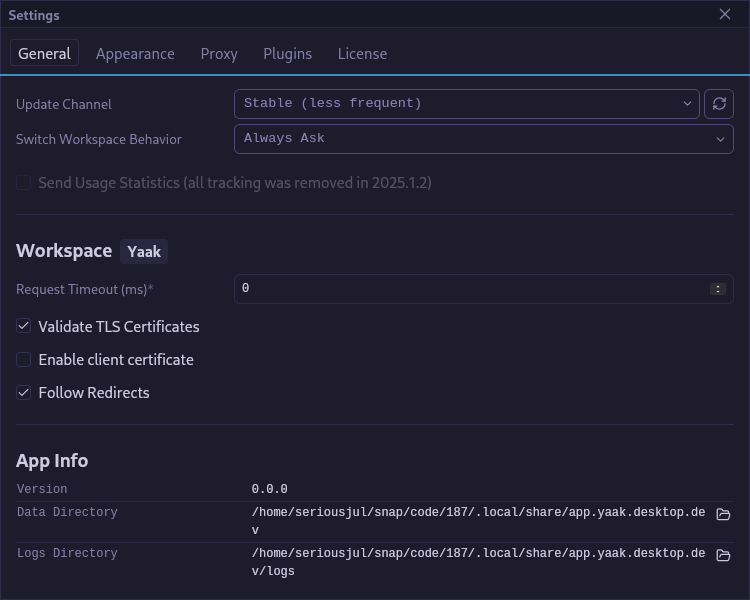 Settings
General Appearance Proxy Plugins License
Update Channel Stable (less frequent)
Switch Workspace Behavior Always Ask
Send Usage Statistics (all tracking was removed in 2025.1.2)
Workspace Yaak
Request Timeout (ms)* 0
Validate TLS Certificates
Enable client certificate
Follow Redirects
App Info
Version 0.0.0
Data Directory /home/seriousjul/snap/code/187/.local/share/app.yaak.desktop.de
v
Logs Directory /home/seriousjul/snap/code/187/.local/share/app.yaak.desktop.de
v/logs